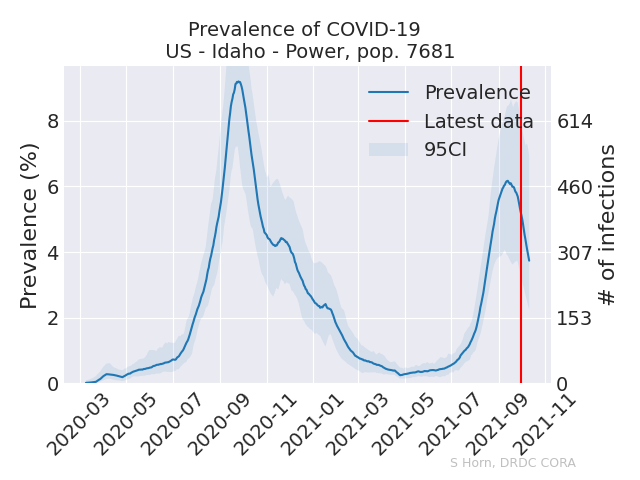 Prevalence of COVID-19
US - Idaho - Power, pop. 7681
Prevalence
Latest data
95CI
Prevalence (%)
8
6
4
2
0
# of infections
614
460
307
153
0
2020-03
2020-05
2020-07
2020-09
2020-11
2021-01
2021-03
2021-05
2021-07
2021-09
2021-11
S Horn, DRDC CORA